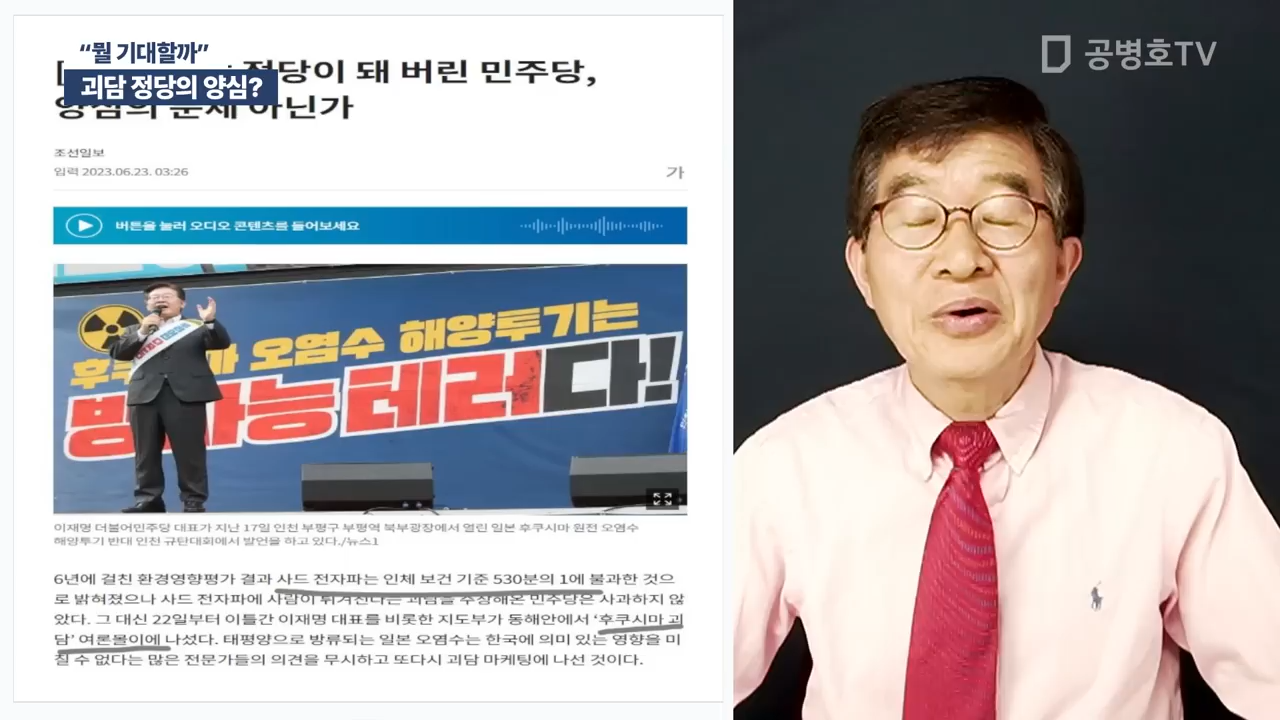 “뭘 기대할까”
괴담 정당의 양심?
정당이 돼 버린 민주당,
아닌가
조선일보
입력 2023.06.23. 03:26
가
버튼을 눌러 오디오 콘텐츠를 들어보세요
오염수 해양투기는
테러다!
이재명 더불어민주당 대표가 지난 17일 인천 부평구 부평역 북부광장에서 열린 일본 후쿠시마 원전 오염수
해양투기 반대 인천 규탄대회에서 발언을 하고 있다./뉴스1
6년에 걸친 환경영향평가 결과 사드 전자파는 인체 보건 기준 530분의 1에 불과한 것으
로 밝혀졌으나 사드 전자파에 사람이 튀겨진다는 괴담을 주장해온 민주당은 사과하지 않
았다. 그 대신 22일부터 이틀간 이재명 대표를 비롯한 지도부가 동해안에서 ‘후쿠시마 괴
담’ 여론몰이에 나섰다. 태평양으로 방류되는 일본 오염수는 한국에 의미 있는 영향을 미
칠 수 없다는 많은 전문가들의 의견을 무시하고 또다시 괴담 마케팅에 나선 것이다.
공병호TV